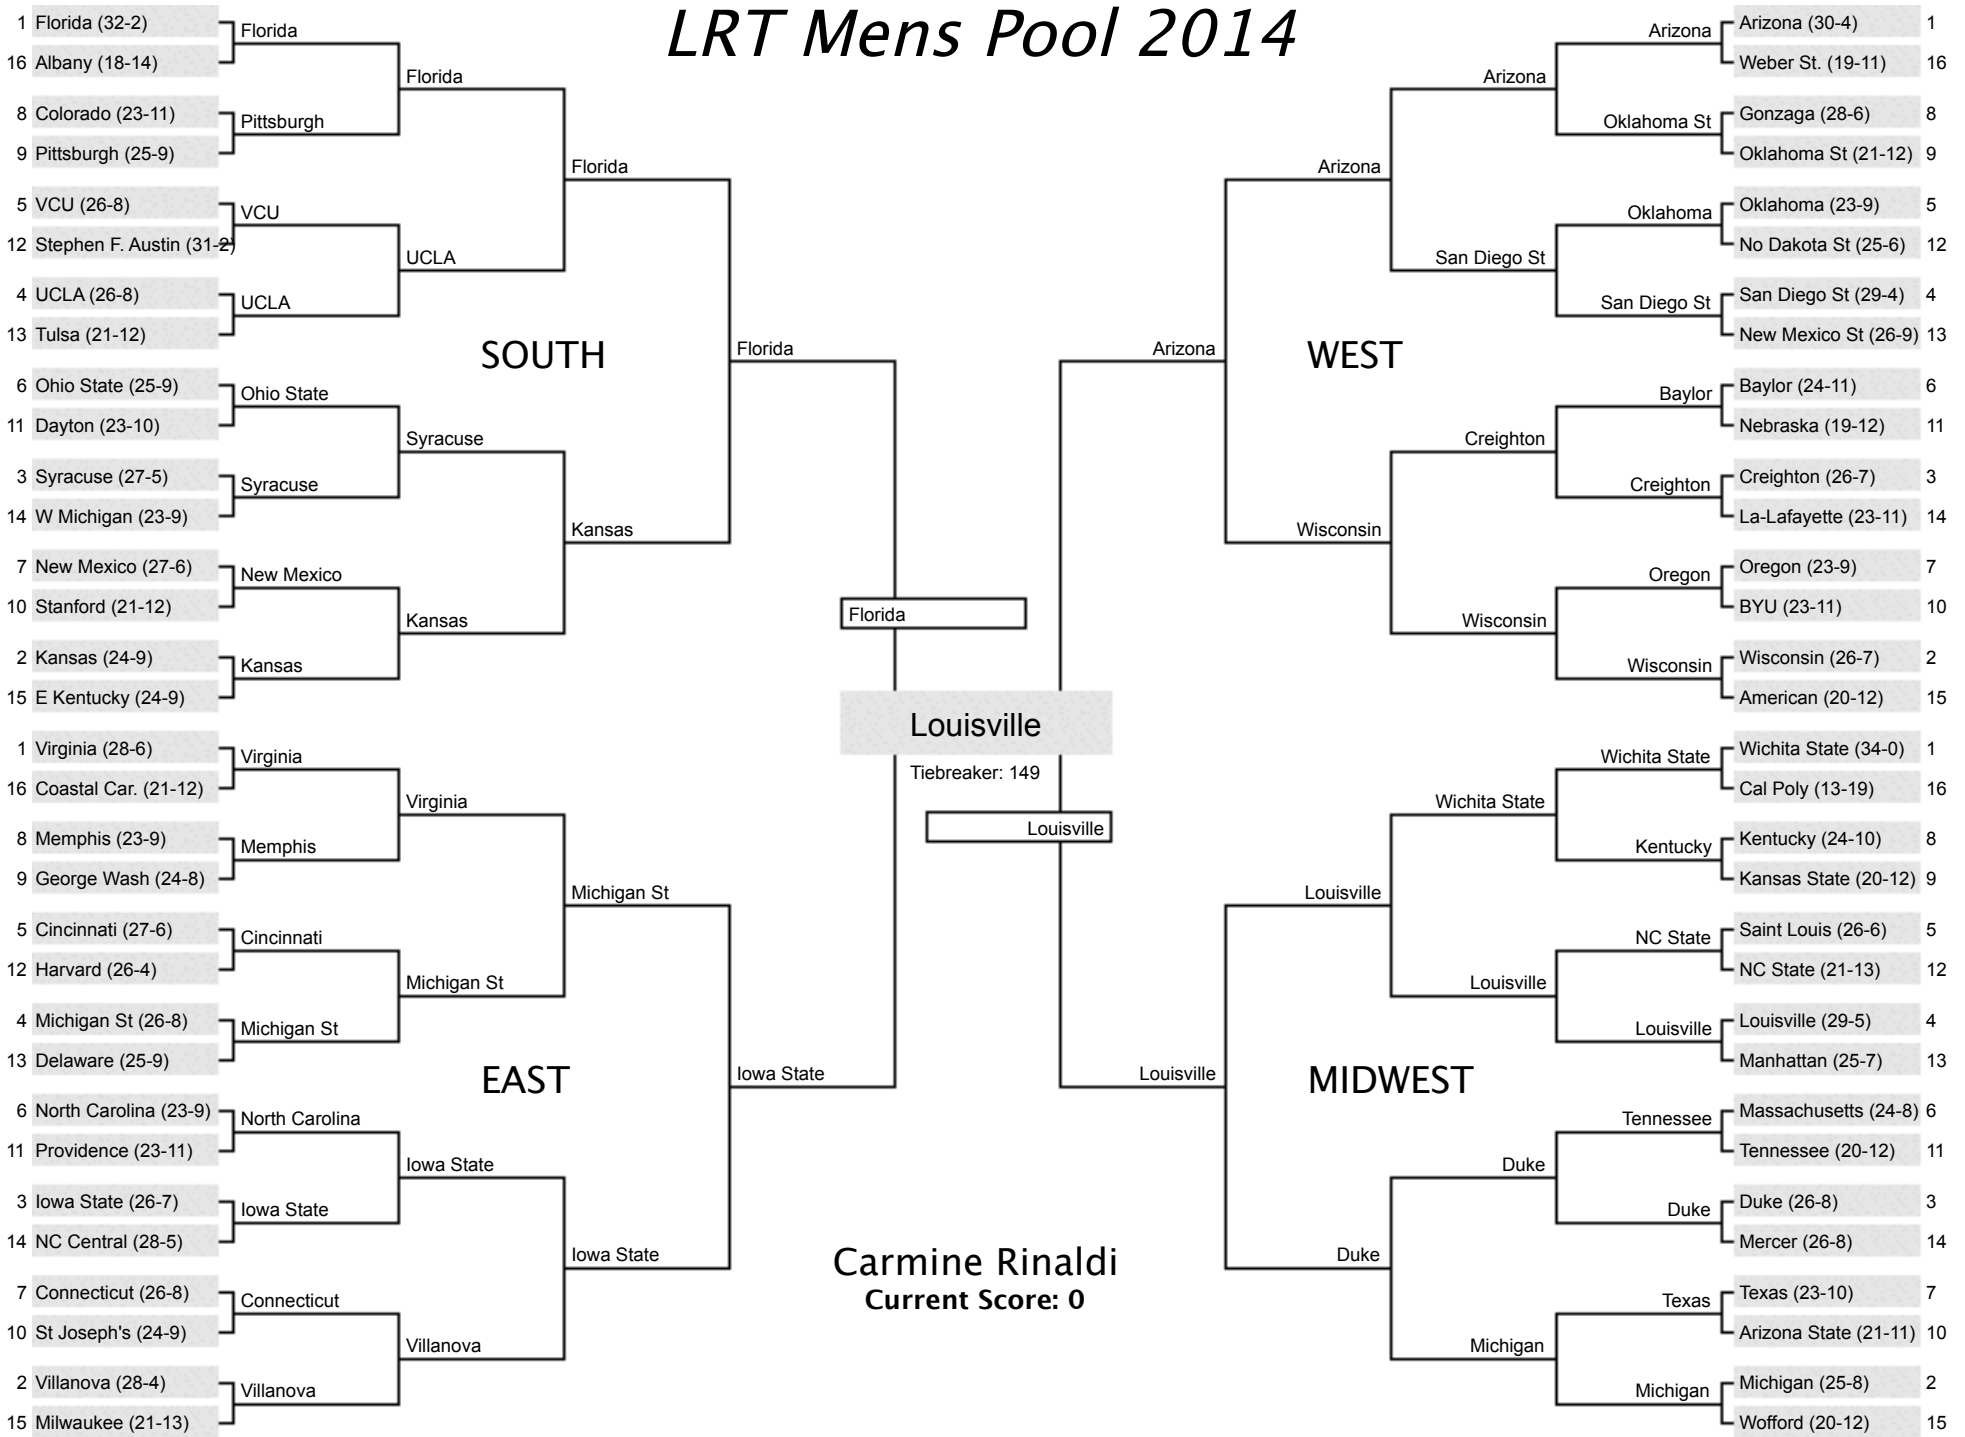 LRT Mens Pool 2014
1 Florida (32-2)
16 Albany (18-14)
8 Colorado (23-11)
9 Pittsburgh (25-9)
5 VCU (26-8)
12 Stephen F. Austin (31-2)
4 UCLA (26-8)
13 Tulsa (21-12)
6 Ohio State (25-9)
11 Dayton (23-10)
3 Syracuse (27-5)
14 W Michigan (23-9)
7 New Mexico (27-6)
10 Stanford (21-12)
2 Kansas (24-9)
15 E Kentucky (24-9)
Florida
Pittsburgh
VCU
UCLA
Ohio State
Syracuse
New Mexico
Kansas
Florida
UCLA
Syracuse
Kansas
Florida
Kansas
SOUTH
Florida
1 Virginia (28-6)
16 Coastal Car. (21-12)
8 Memphis (23-9)
9 George Wash (24-8)
5 Cincinnati (27-6)
12 Harvard (26-4)
4 Michigan St (26-8)
13 Delaware (25-9)
6 North Carolina (23-9)
11 Providence (23-11)
3 Iowa State (26-7)
14 NC Central (28-5)
7 Connecticut (26-8)
10 St Joseph's (24-9)
2 Villanova (28-4)
15 Milwaukee (21-13)
Virginia
Memphis
Cincinnati
Michigan St
North Carolina
Iowa State
Connecticut
Villanova
Virginia
Michigan St
Iowa State
Villanova
Michigan St
Iowa State
EAST
Iowa State
Florida
Louisville
Tiebreaker: 149
Louisville
Carmine Rinaldi
Current Score: 0
Arizona
WEST
Arizona
Wisconsin
Arizona
San Diego St
Creighton
Wisconsin
Arizona
Oklahoma St
Oklahoma
San Diego St
Baylor
Creighton
Oregon
Wisconsin
Arizona (30-4) 1
Weber St. (19-11) 16
Gonzaga (28-6) 8
Oklahoma St (21-12) 9
Oklahoma (23-9) 5
No Dakota St (25-6) 12
San Diego St (29-4) 4
New Mexico St (26-9) 13
Baylor (24-11) 6
Nebraska (19-12) 11
Creighton (26-7) 3
La-Lafayette (23-11) 14
Oregon (23-9) 7
BYU (23-11) 10
Wisconsin (26-7) 2
American (20-12) 15
Louisville
MIDWEST
Louisville
Duke
Wichita State
Louisville
Duke
Michigan
Wichita State
Kentucky
NC State
Louisville
Tennessee
Duke
Texas
Michigan
Wichita State (34-0) 1
Cal Poly (13-19) 16
Kentucky (24-10) 8
Kansas State (20-12) 9
Saint Louis (26-6) 5
NC State (21-13) 12
Louisville (29-5) 4
Manhattan (25-7) 13
Massachusetts (24-8) 6
Tennessee (20-12) 11
Duke (26-8) 3
Mercer (26-8) 14
Texas (23-10) 7
Arizona State (21-11) 10
Michigan (25-8) 2
Wofford (20-12) 15